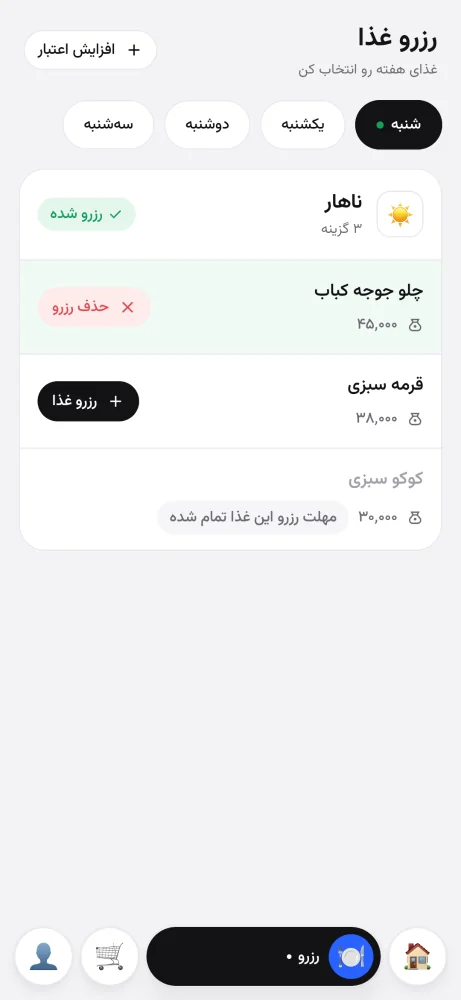 رزرو غذا
افزایش اعتبار
غذای هفته رو انتخاب کن
شنبه
یکشنبه
دوشنبه
سه‌شنبه
ناهار
رزرو شده
۳ گزینه
چلو جوجه کباب
حذف رزرو
۴۵,۰۰۰
قرمه سبزی
رزرو غذا
۳۸,۰۰۰
کوکو سبزی
۳۰,۰۰۰
مهلت رزرو این غذا تمام شده
رزرو